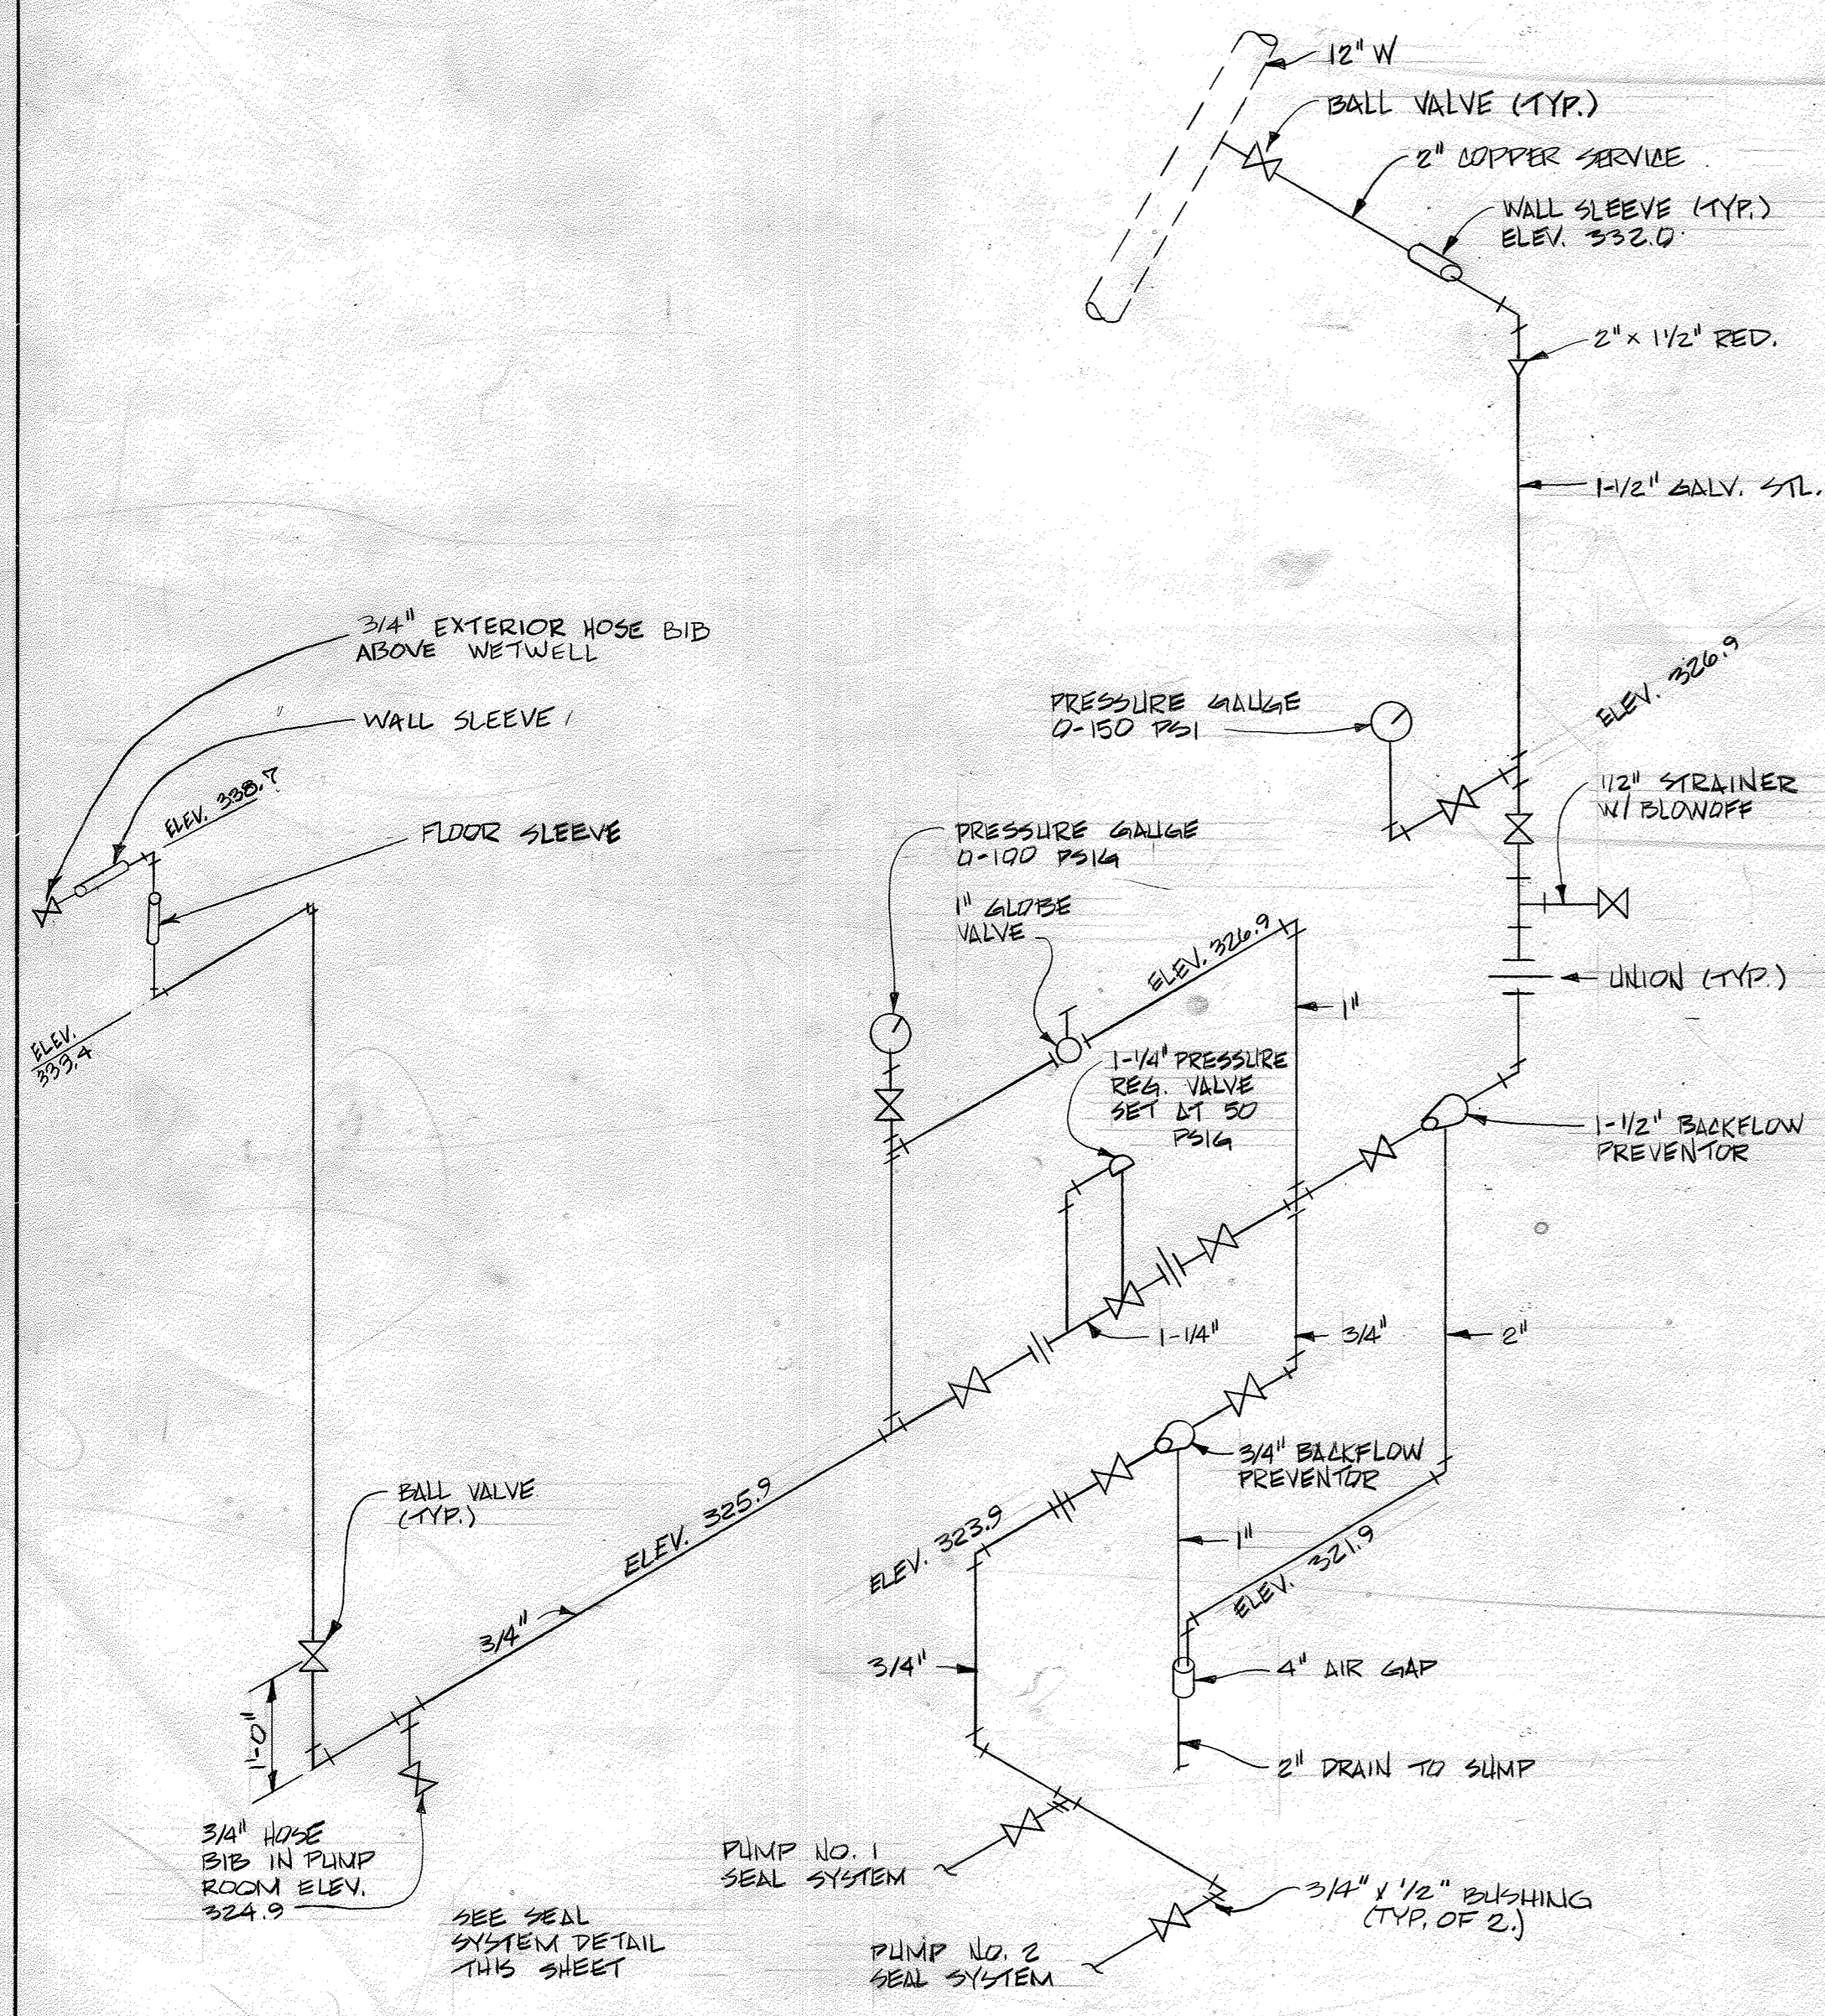 12" W
BALL VALVE (TYP.)
2" COPPER SERVICE
WALL SLEEVE (TYP.)
ELEV. 332.0
2" x 1 1/2" RED.
1-1/2" GALV. STL.
3/4" EXTERIOR HOSE BIB
ABOVE WETWELL
WALL SLEEVE
ELEV. 338.7
FLOOR SLEEVE
ELEV.
333.4
PRESSURE GAUGE
0-150 PSI
ELEV. 326.9
1/2" STRAINER
W/ BLOWOFF
PRESSURE GAUGE
0-100 PSIG
1" GLOBE
VALVE
ELEV. 326.9
1"
UNION (TYP.)
1-1/4" PRESSURE
REG. VALVE
SET AT 50
PSIG
1-1/2" BACKFLOW
PREVENTOR
1-1/4"
3/4"
2"
3/4" BACKFLOW
PREVENTOR
BALL VALVE
(TYP.)
ELEV. 325.9
ELEV. 323.9
1"
ELEV. 321.9
3/4"
3/4"
4" AIR GAP
1-0"
2" DRAIN TO SUMP
3/4" HOSE
BIB IN PUMP
ROOM ELEV.
324.9
PUMP NO. 1
SEAL SYSTEM
3/4" x 1/2" BUSHING
(TYP. OF 2.)
SEE SEAL
SYSTEM DETAIL
THIS SHEET
PUMP NO. 2
SEAL SYSTEM